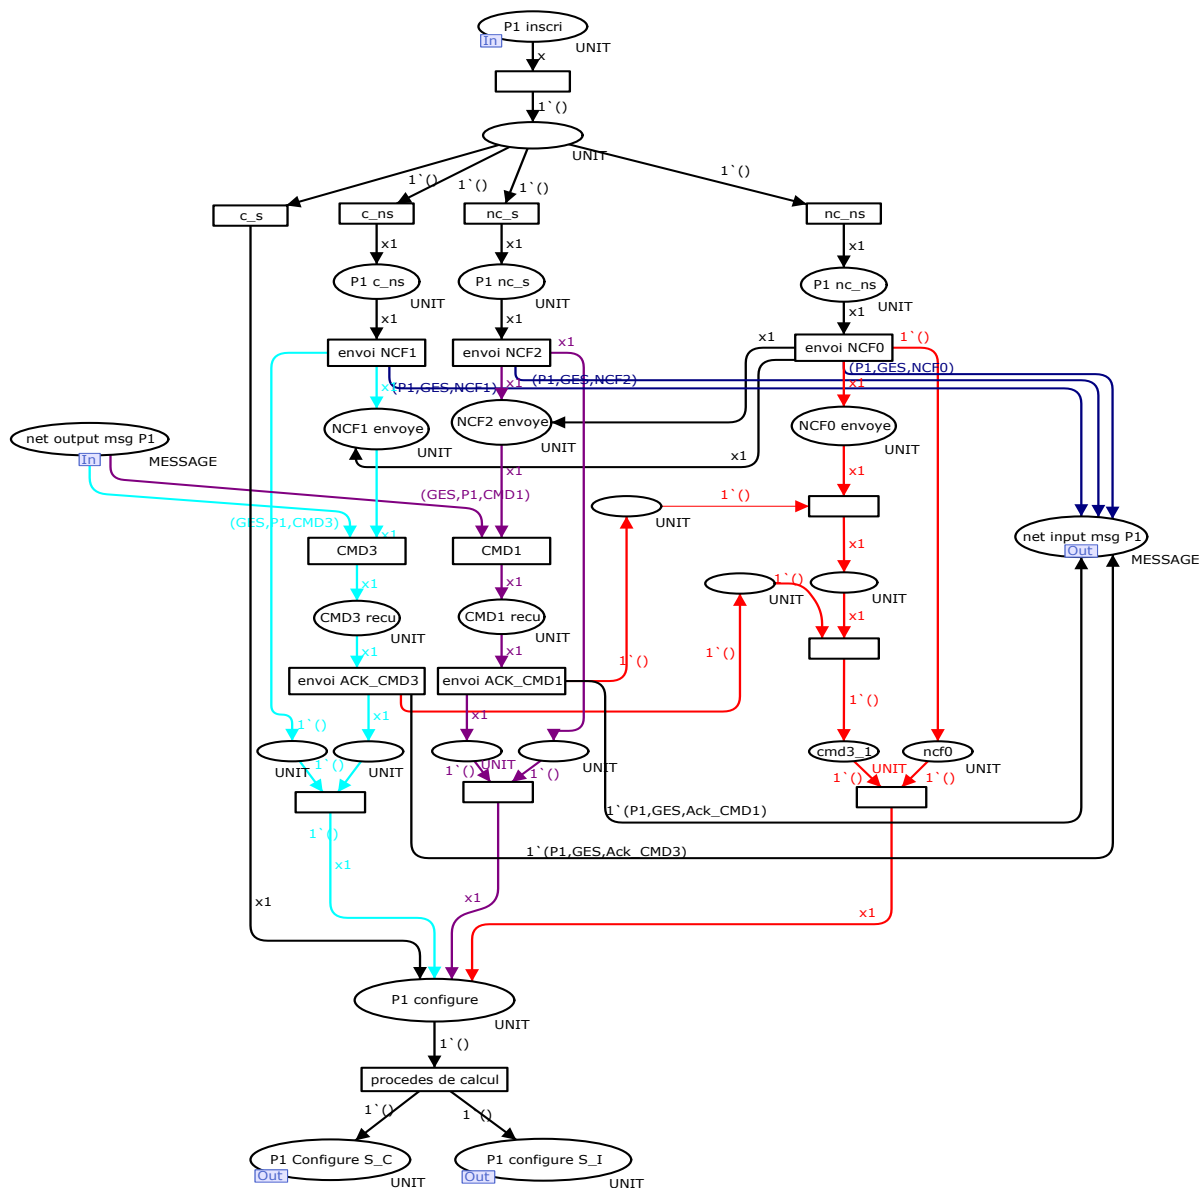 P1 inscri
In
UNIT
x
1`()
UNIT
1`()
1`()
1`()
1`()
c_s
c_ns
nc_s
nc_ns
x1
x1
x1
P1 c_ns
P1 nc_s
P1 nc_ns
UNIT
UNIT
UNIT
x1
x1
x1
x1
x1
1`()
envoi NCF1
envoi NCF2
envoi NCF0
(P1,GES,NCF0)
(P1,GES,NCF2)
(P1,GES,NCF1)
x1
x1
x1
NCF1 envoye
NCF2 envoye
NCF0 envoye
UNIT
UNIT
UNIT
net output msg P1
In
MESSAGE
x1
x1
x1
(GES,P1,CMD1)
(GES,P1,CMD3)
1`()
UNIT
x1
CMD3
CMD1
net input msg P1
Out
MESSAGE
x1
x1
x1
1`()
UNIT
UNIT
CMD3 recu
CMD1 recu
UNIT
UNIT
x1
x1
x1
1`()
1`()
envoi ACK_CMD3
envoi ACK_CMD1
1`()
x1
x1
1`()
cmd3_1
ncf0
UNIT
UNIT
UNIT
UNIT
UNIT
UNIT
1`()
1`()
1`()
1`()
1`()
1`(P1,GES,Ack_CMD1)
1`()
1`(P1,GES,Ack_CMD3)
x1
x1
x1
x1
P1 configure
UNIT
1`()
procedes de calcul
1`()
1`()
P1 Configure S_C
P1 configure S_I
Out
Out
UNIT
UNIT